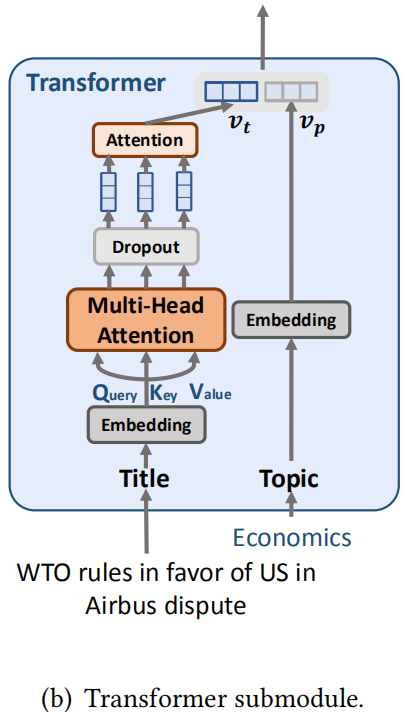 Transformer
v_t
v_p
Attention
Dropout
Multi-Head
Attention
Embedding
Query Key Value
Embedding
Title
Topic
Economics
WTO rules in favor of US in
Airbus dispute
(b) Transformer submodule.